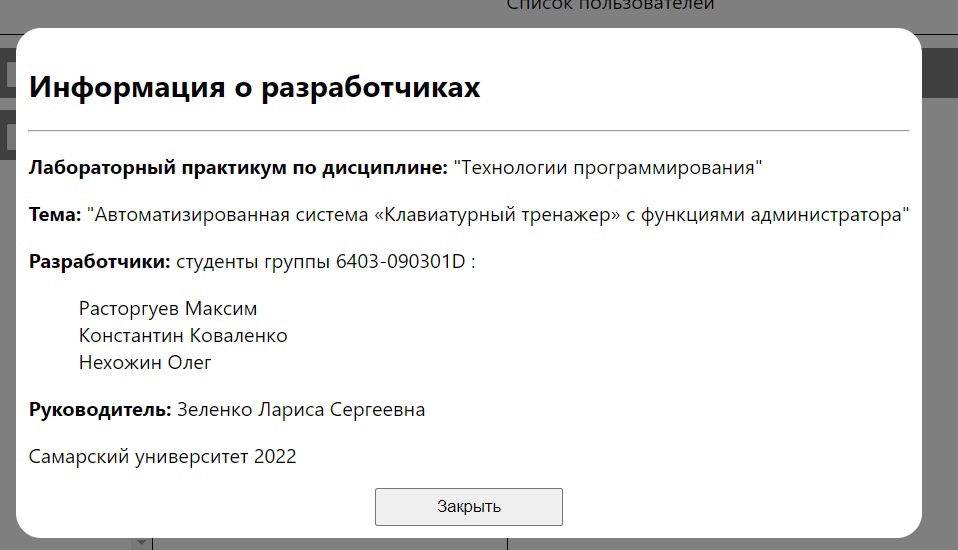 Список пользователей
Информация о разработчиках
Лабораторный практикум по дисциплине: "Технологии программирования"
Тема: "Автоматизированная система «Клавиатурный тренажер» с функциями администратора"
Разработчики: студенты группы 6403-090301D :
Расторгуев Максим
Константин Коваленко
Нехожин Олег
Руководитель: Зеленко Лариса Сергеевна
Самарский университет 2022
Закрыть